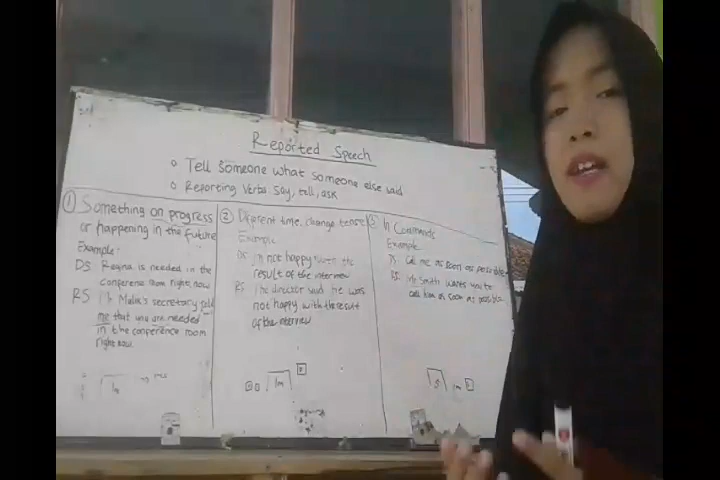 Reported Speech
o Tell someone what someone else said
o Reporting Verbs say, tell, ask
① Something on progress
or happening in the future
Example:
DS Rayna is needed in the
conference room right now
RS Mr Malik's secretary told
me that you are needed
in the conference room
right now
② Diferent time, change tense
Example
DS I'm not happy with the
result of the interview
RS The director said he was
not happy with the result
of the interview
③ In Commands
Example
DS Call me as soon as possible
RS Mr Smith wants you to
call him as soon as possible